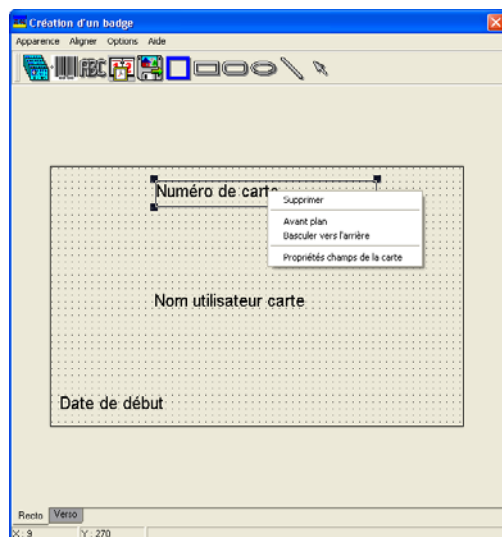 Création d'un badge
Apparence Aligner Options Aide
ABC
Numéro de carte
Supprimer
Avant plan
Basculer vers l'arrière
Propriétés champs de la carte
Nom utilisateur carte
Date de début
Recto Verso
X : 9 Y : 270